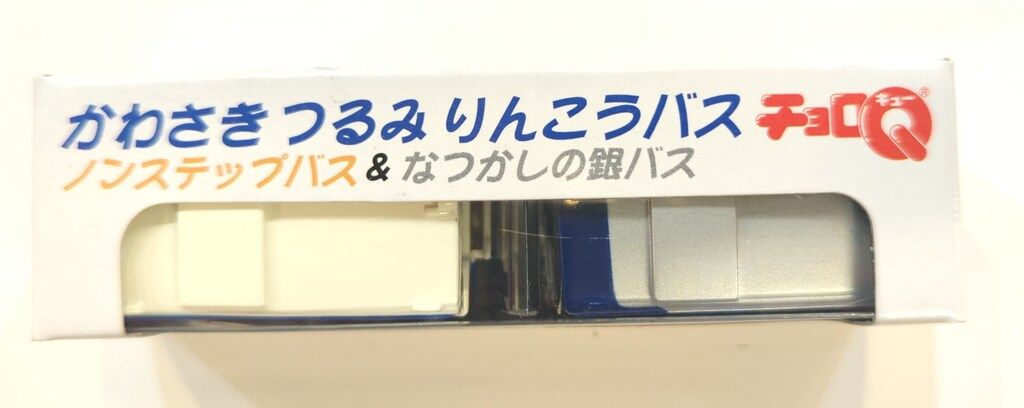 かわさき つるみ りんこうバス チョロQ キュー ®
ノンステップバス & なつかしの銀バス